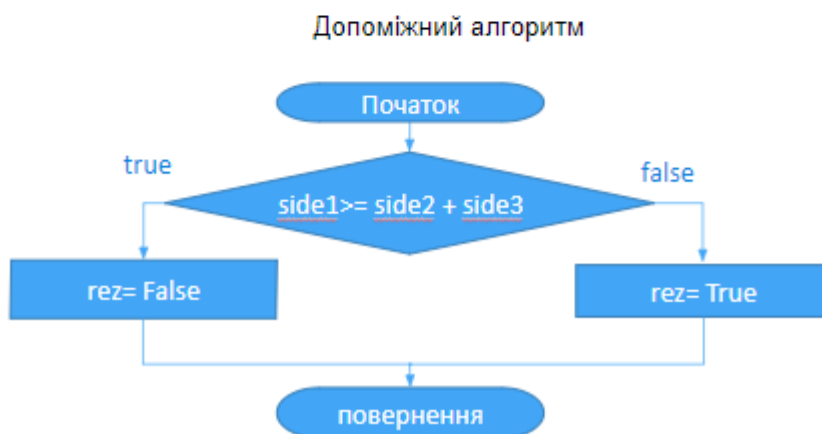 Допоміжний алгоритм
Початок
true
false
side1>= side2 + side3
rez= False
rez= True
повернення